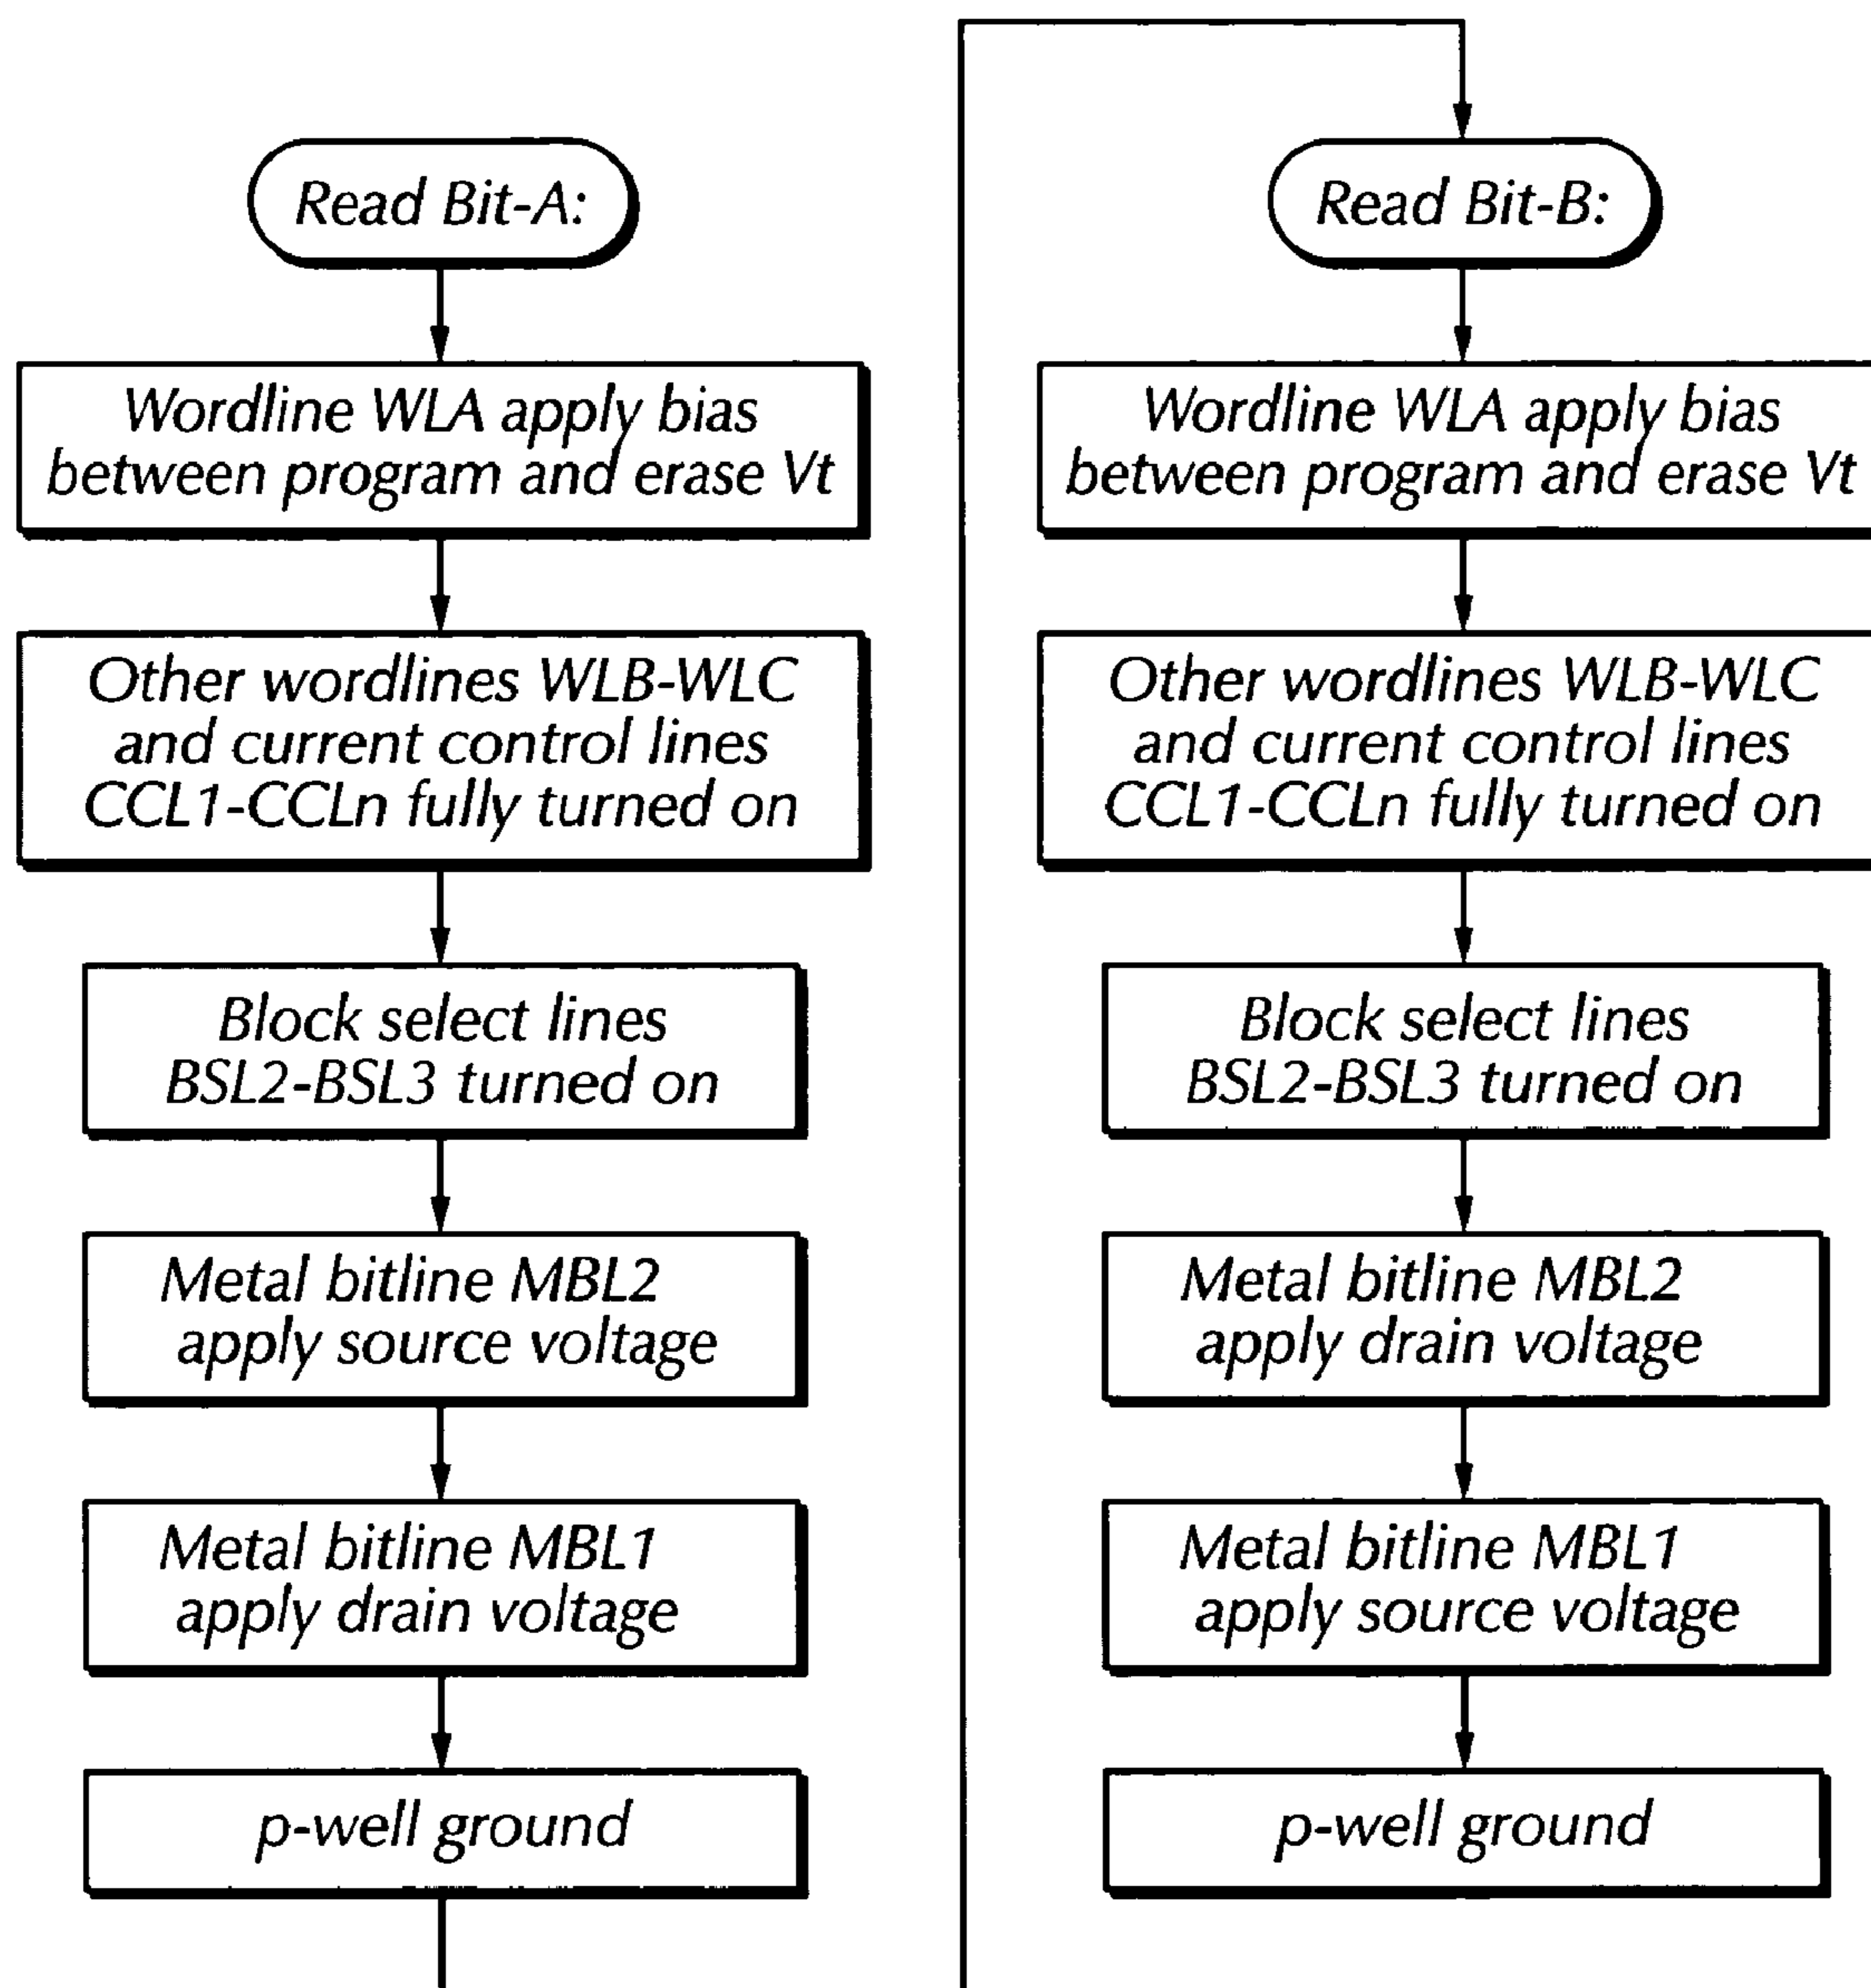 Read Bit-A:
Wordline WLA apply bias
between program and erase Vt
Other wordlines WLB-WLC
and current control lines
CCL1-CCLn fully turned on
Block select lines
BSL2-BSL3 turned on
Metal bitline MBL2
apply source voltage
Metal bitline MBL1
apply drain voltage
p-well ground
Read Bit-B:
Wordline WLA apply bias
between program and erase Vt
Other wordlines WLB-WLC
and current control lines
CCL1-CCLn fully turned on
Block select lines
BSL2-BSL3 turned on
Metal bitline MBL2
apply drain voltage
Metal bitline MBL1
apply source voltage
p-well ground